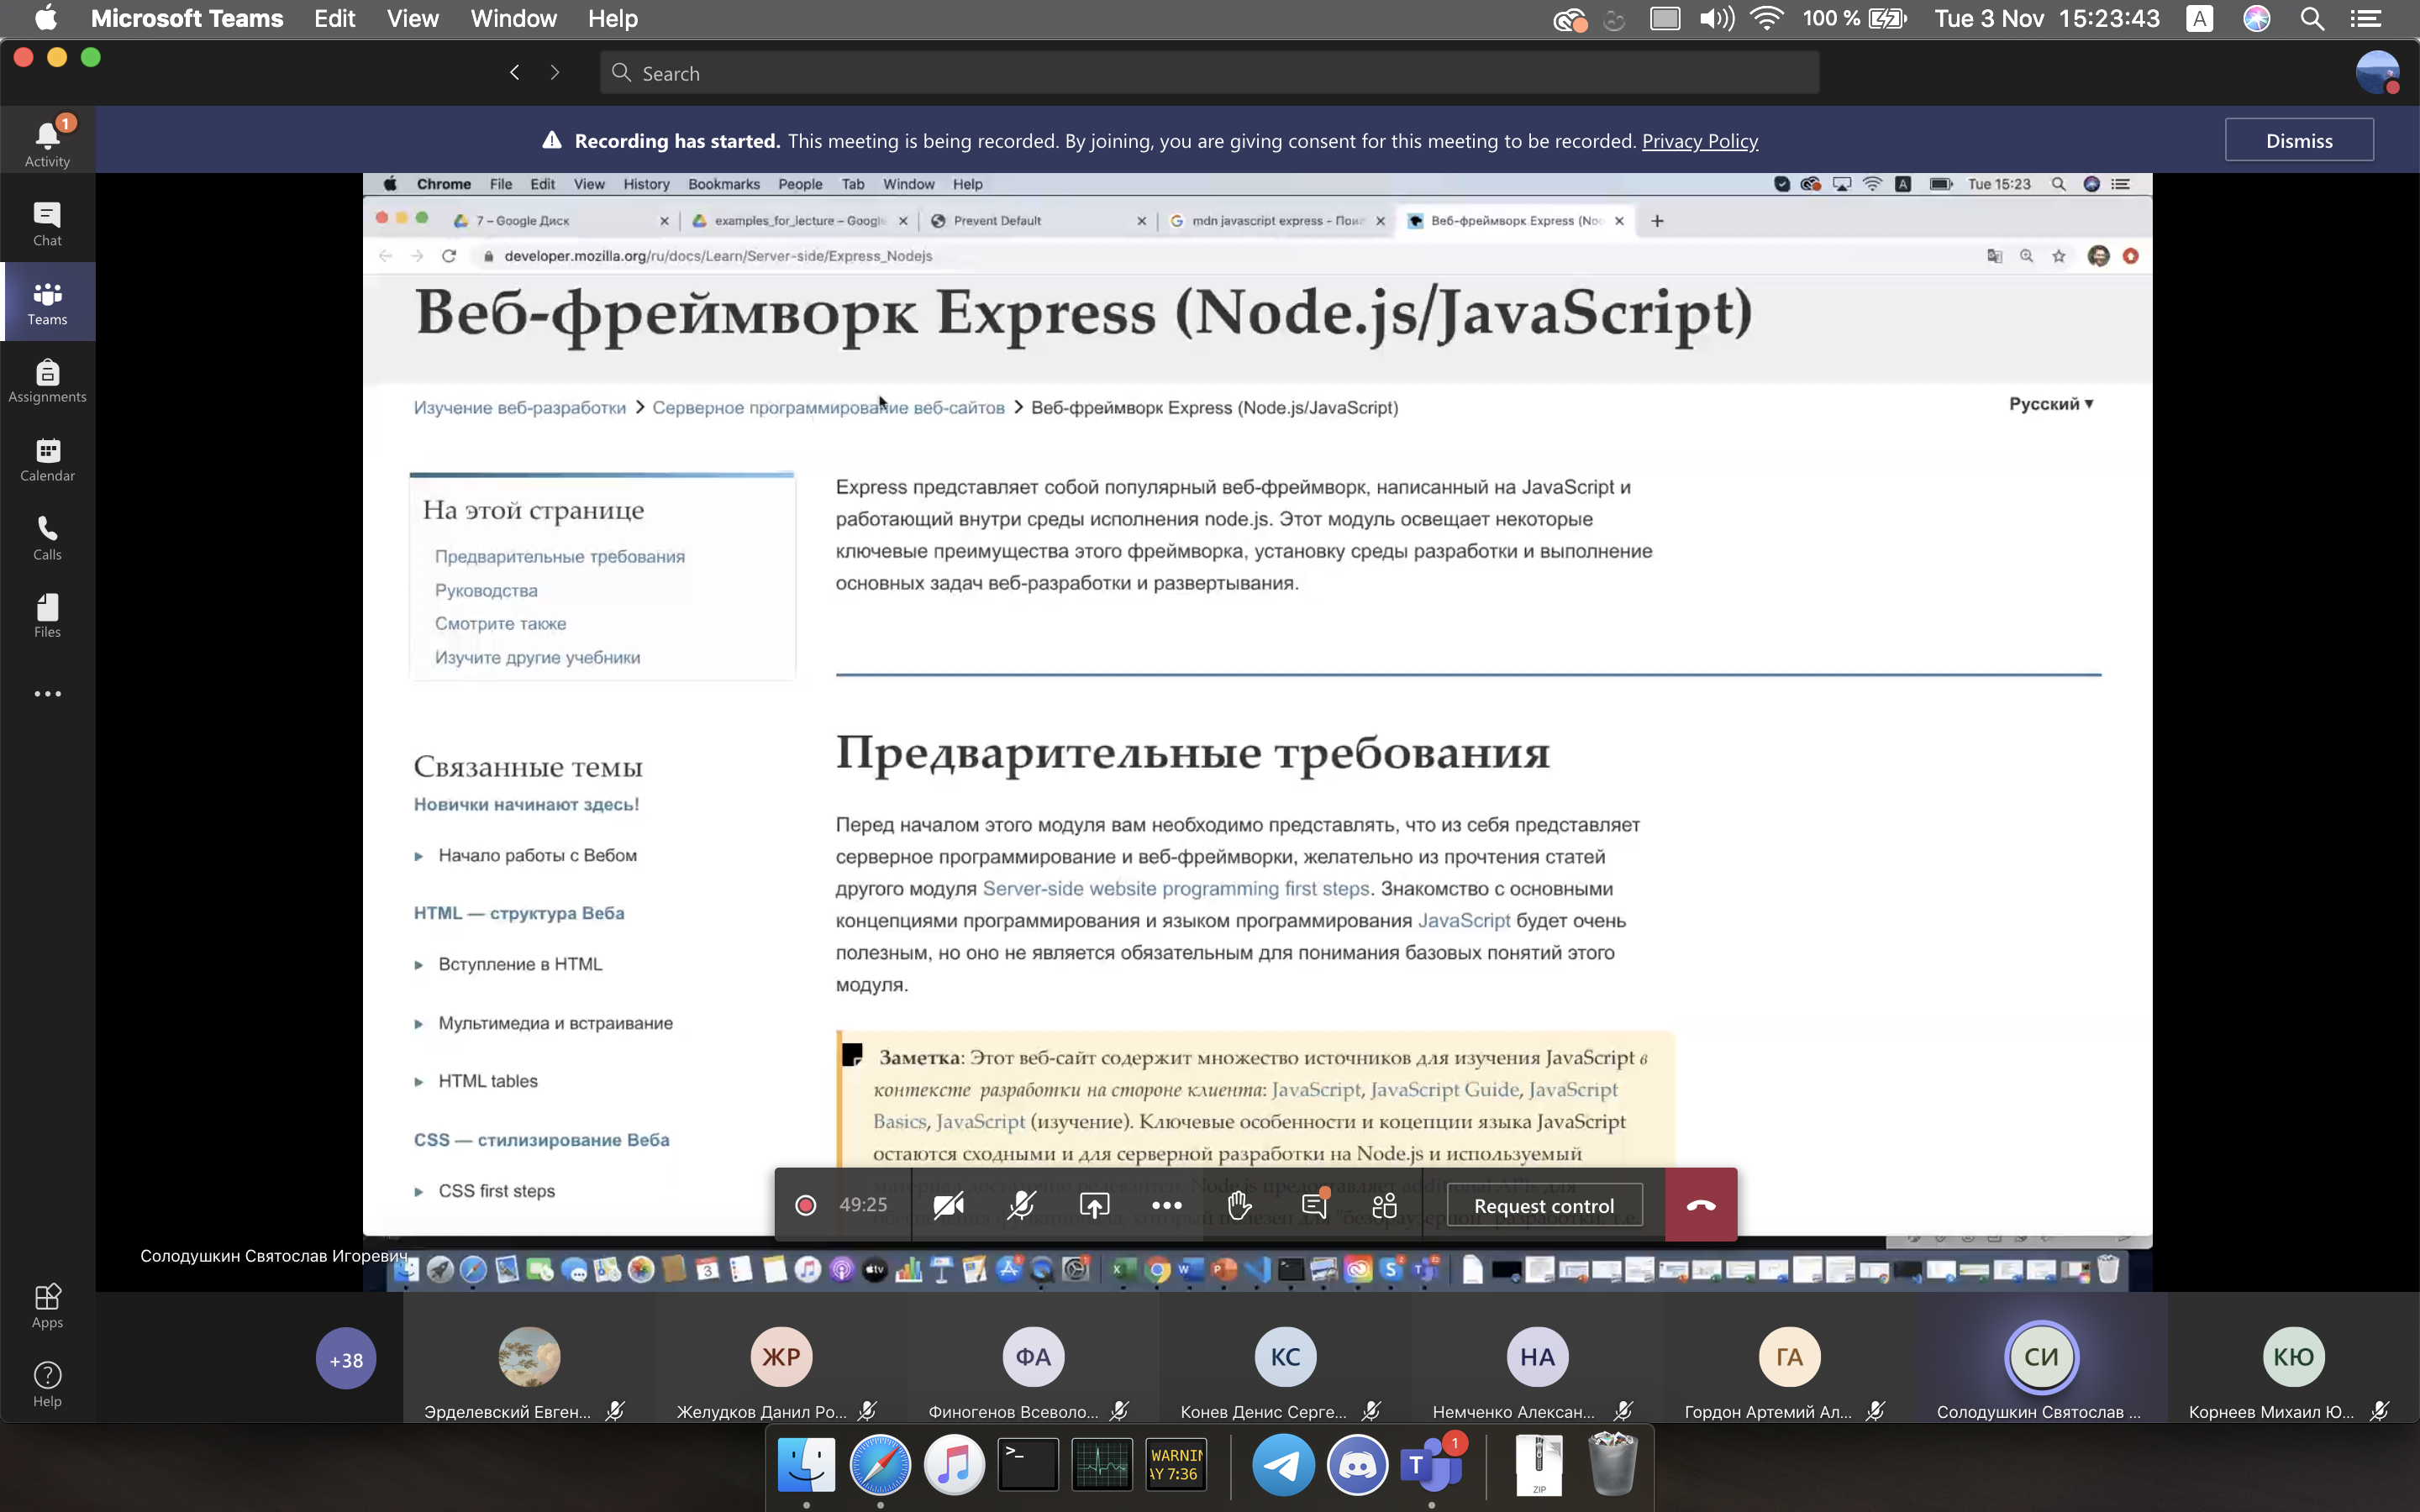 Microsoft Teams Edit View Window Help
100 % Tue 3 Nov 15:23:43 A
Search
1
Activity
Recording has started. This meeting is being recorded. By joining, you are giving consent for this meeting to be recorded. Privacy Policy
Dismiss
Chat
Teams
Assignments
Calendar
Calls
Files
Apps
Help
Chrome File Edit View History Bookmarks People Tab Window Help
A Tue 15:23
7 – Google Диск
examples_for_lecture – Google
Prevent Default
mdn javascript express - Поис
Веб-фреймворк Express (Noc
developer.mozilla.org/ru/docs/Learn/Server-side/Express_Nodejs
Веб-фреймворк Express (Node.js/JavaScript)
Изучение веб-разработки > Серверное программирование веб-сайтов > Веб-фреймворк Express (Node.js/JavaScript)
Русский ▼
На этой странице
Предварительные требования
Руководства
Смотрите также
Изучите другие учебники
Связанные темы
Новички начинают здесь!
Начало работы с Вебом
HTML — структура Веба
Вступление в HTML
Мультимедиа и встраивание
HTML tables
CSS — стилизирование Веба
CSS first steps
Express представляет собой популярный веб-фреймворк, написанный на JavaScript и
работающий внутри среды исполнения node.js. Этот модуль освещает некоторые
ключевые преимущества этого фреймворка, установку среды разработки и выполнение
основных задач веб-разработки и развертывания.
Предварительные требования
Перед началом этого модуля вам необходимо представлять, что из себя представляет
серверное программирование и веб-фреймворки, желательно из прочтения статей
другого модуля Server-side website programming first steps. Знакомство с основными
концепциями программирования и языком программирования JavaScript будет очень
полезным, но оно не является обязательным для понимания базовых понятий этого
модуля.
Заметка: Этот веб-сайт содержит множество источников для изучения JavaScript в
контексте разработки на стороне клиента: JavaScript, JavaScript Guide, JavaScript
Basics, JavaScript (изучение). Ключевые особенности и коцепции языка JavaScript
остаются сходными и для серверной разработки на Node.js и используемый
49:25
Request control
Солодушкин Святослав Игоревич
+38
Эрделевский Евген...
ЖР
Желудков Данил Ро...
ФА
Финогенов Всеволо...
КС
Конев Денис Серге...
НА
Немченко Алексан...
ГА
Гордон Артемий Ал...
СИ
Солодушкин Святослав ...
КЮ
Корнеев Михаил Ю...
WARNIN
AY 7:36
T
1
ZIP